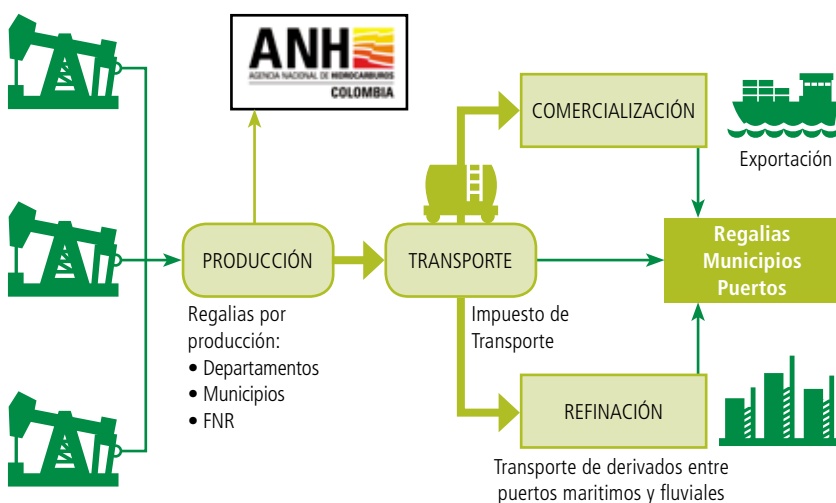 ANH
AGENCIA NACIONAL DE HIDROCARBUROS
COLOMBIA
COMERCIALIZACIÓN
Exportación
PRODUCCIÓN
TRANSPORTE
Regalias
Municipios
Puertos
Regalias por
producción:
• Departamentos
• Municipios
• FNR
Impuesto de
Transporte
REFINACIÓN
Transporte de derivados entre
puertos maritimos y fluviales